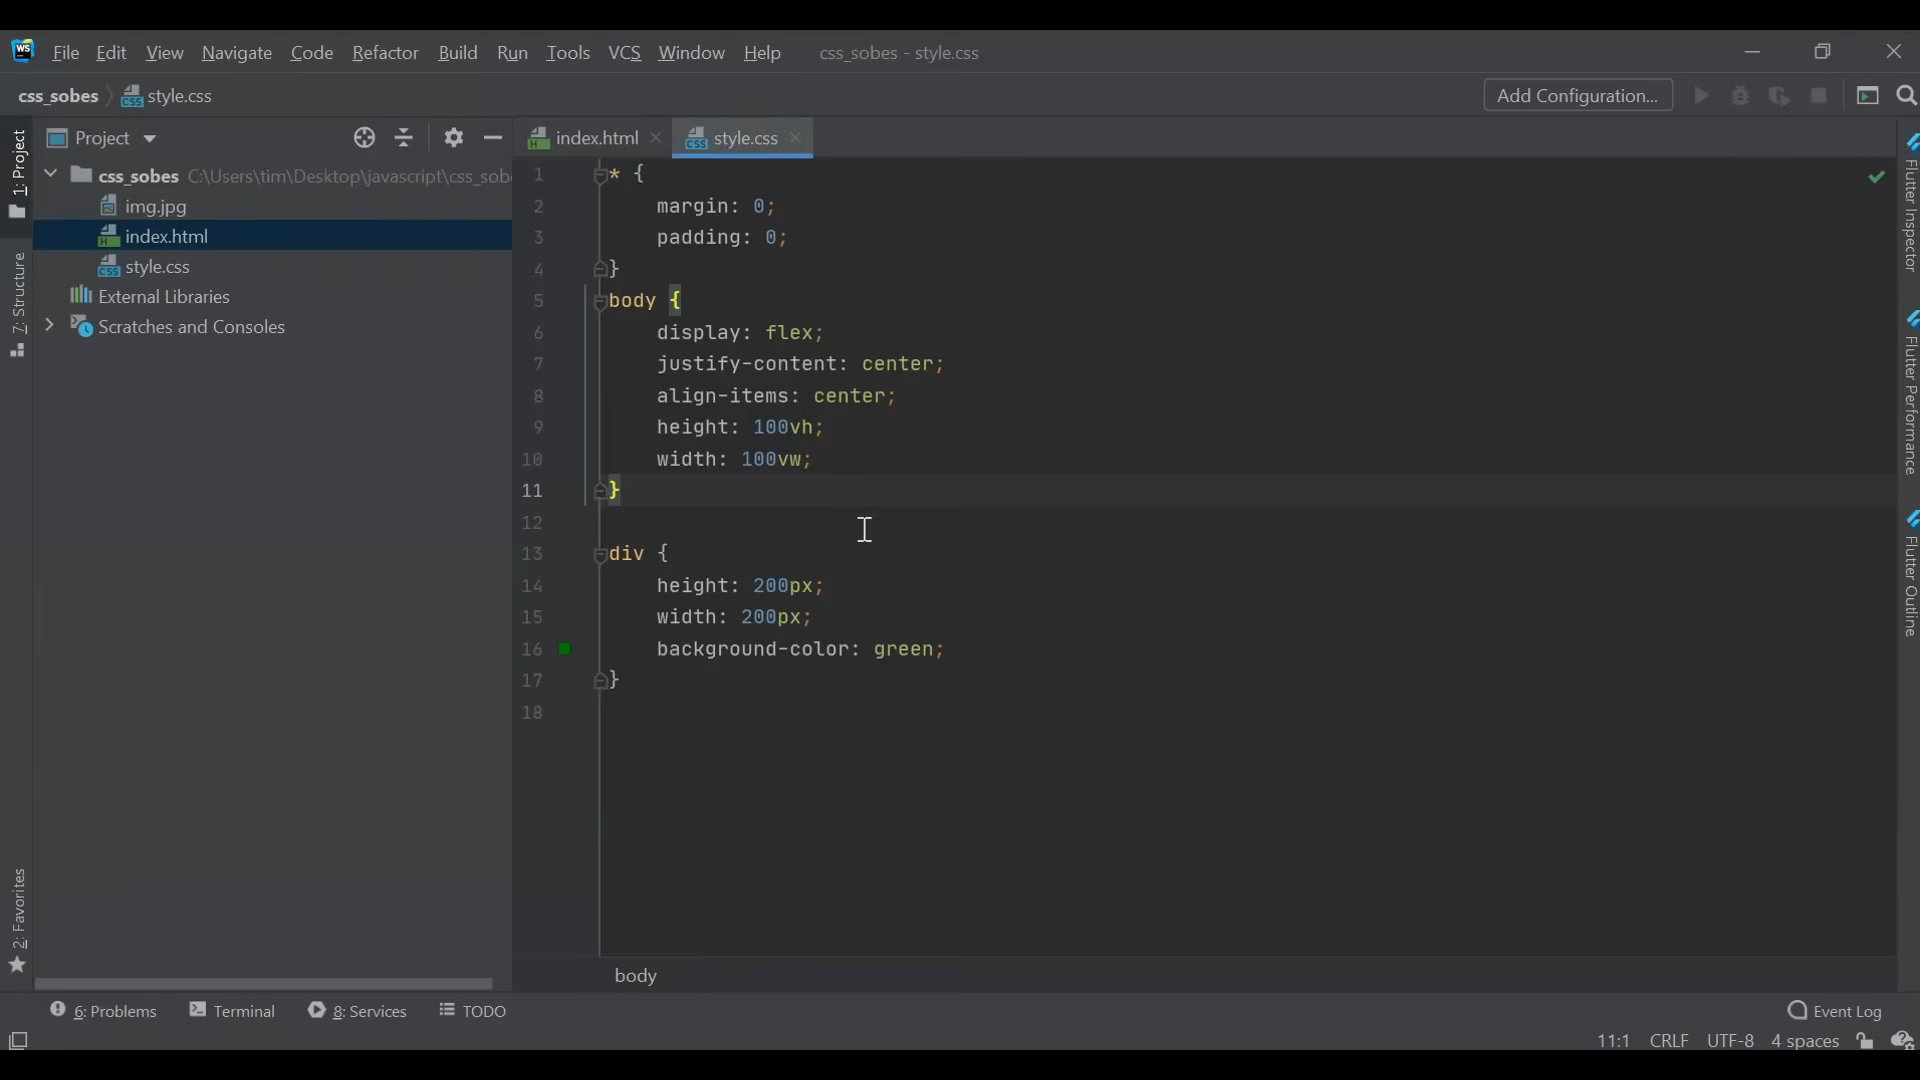 WS File Edit View Navigate Code Refactor Build Run Tools VCS Window Help css_sobes - style.css
css_sobes style.css Add Configuration...
1: Project
7: Structure
2: Favorites
Project
css_sobes C:\Users\tim\Desktop\javascript\css_sob
img.jpg
index.html
style.css
External Libraries
Scratches and Consoles
index.html style.css
1 * {
2 margin: 0;
3 padding: 0;
4 }
5 body {
6 display: flex;
7 justify-content: center;
8 align-items: center;
9 height: 100vh;
10 width: 100vw;
11 }
12
13 div {
14 height: 200px;
15 width: 200px;
16 background-color: green;
17 }
18
body
Flutter Inspector
Flutter Performance
Flutter Outline
6: Problems Terminal 8: Services TODO Event Log
11:1 CRLF UTF-8 4 spaces